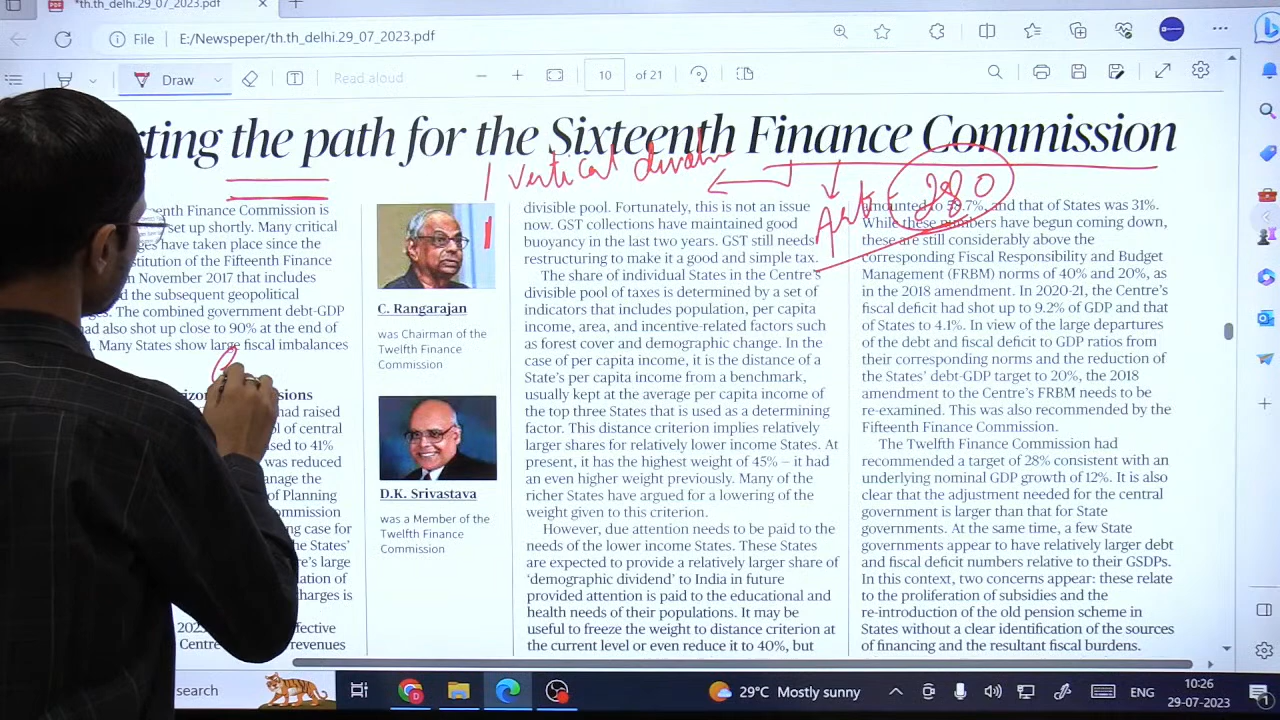 *th.th_delhi.29_07_2023.pdf
File E:/Newspeper/th.th_delhi.29_07_2023.pdf
Draw Read aloud 10 of 21
rting the path for the Sixteenth Finance Commission
1 vertical
280
enth Finance Commission is
set up shortly. Many critical
ges have taken place since the
stitution of the Fifteenth Finance
n November 2017 that includes
d the subsequent geopolitical
ges. The combined government debt-GDP
ad also shot up close to 90% at the end of
. Many States show large fiscal imbalances
had raised
l of central
sed to 41%
was reduced
anage the
of Planning
mmission
ng case for
he States'
re's large
lation of
harges is
202 ffective
Centre revenues
C. Rangarajan
was Chairman of the
Twelfth Finance
Commission
D.K. Srivastava
was a Member of the
Twelfth Finance
Commission
divisible pool. Fortunately, this is not an issue
now. GST collections have maintained good
buoyancy in the last two years. GST still needs
restructuring to make it a good and simple tax.
The share of individual States in the Centre's
divisible pool of taxes is determined by a set of
indicators that includes population, per capita
income, area, and incentive-related factors such
as forest cover and demographic change. In the
case of per capita income, it is the distance of a
State's per capita income from a benchmark,
usually kept at the average per capita income of
the top three States that is used as a determining
factor. This distance criterion implies relatively
larger shares for relatively lower income States. At
present, it has the highest weight of 45% – it had
an even higher weight previously. Many of the
richer States have argued for a lowering of the
weight given to this criterion.
However, due attention needs to be paid to the
needs of the lower income States. These States
are expected to provide a relatively larger share of
'demographic dividend' to India in future
provided attention is paid to the educational and
health needs of their populations. It may be
useful to freeze the weight to distance criterion at
the current level or even reduce it to 40%, but
amounted to 59.7%, and that of States was 31%.
While these numbers have begun coming down,
these are still considerably above the
corresponding Fiscal Responsibility and Budget
Management (FRBM) norms of 40% and 20%, as
in the 2018 amendment. In 2020-21, the Centre's
fiscal deficit had shot up to 9.2% of GDP and that
of States to 4.1%. In view of the large departures
of the debt and fiscal deficit to GDP ratios from
their corresponding norms and the reduction of
the States' debt-GDP target to 20%, the 2018
amendment to the Centre's FRBM needs to be
re-examined. This was also recommended by the
Fifteenth Finance Commission.
The Twelfth Finance Commission had
recommended a target of 28% consistent with an
underlying nominal GDP growth of 12%. It is also
clear that the adjustment needed for the central
government is larger than that for State
governments. At the same time, a few State
governments appear to have relatively larger debt
and fiscal deficit numbers relative to their GSDPs.
In this context, two concerns appear: these relate
to the proliferation of subsidies and the
re-introduction of the old pension scheme in
States without a clear identification of the sources
of financing and the resultant fiscal burdens.
search 29°C Mostly sunny ENG 10:26
29-07-2023